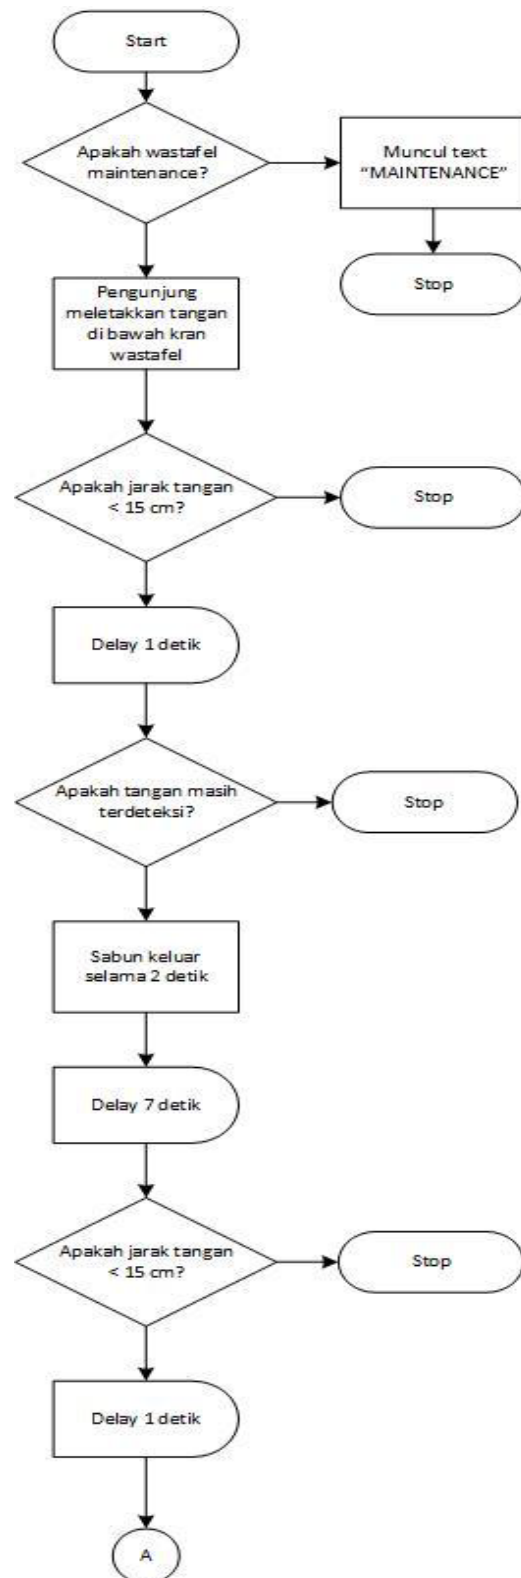 Start
Apakah wastafel
maintenance?
Muncul text
“MAINTENANCE”
Stop
Pengunjung
meletakkan tangan
di bawah kran
wastafel
Apakah jarak tangan
< 15 cm?
Stop
Delay 1 detik
Apakah tangan masih
terdeteksi?
Stop
Sabun keluar
selama 2 detik
Delay 7 detik
Apakah jarak tangan
< 15 cm?
Stop
Delay 1 detik
A